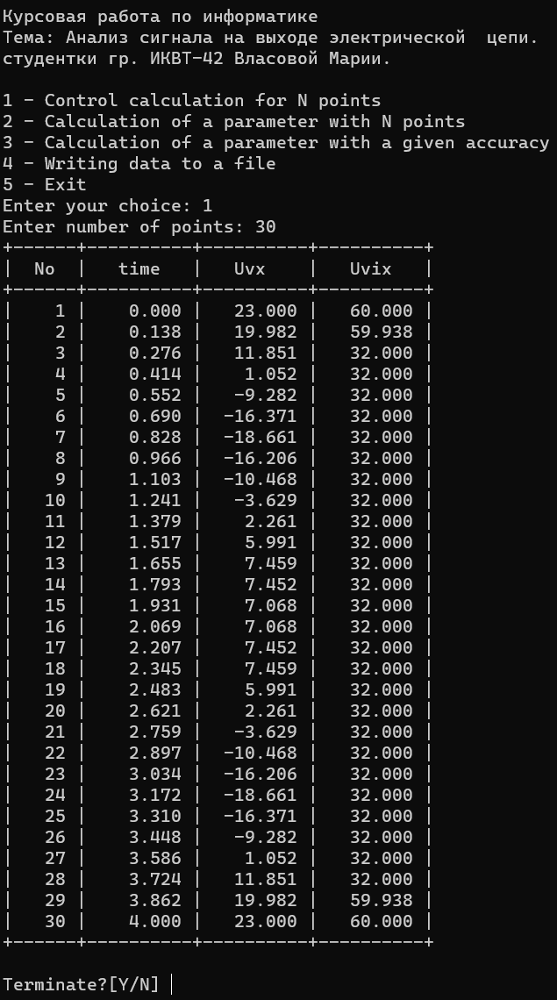 Курсовая работа по информатике
Тема: Анализ сигнала на выходе электрической  цепи.
студентки гр. ИКВТ-42 Власовой Марии.

1 - Control calculation for N points
2 - Calculation of a parameter with N points
3 - Calculation of a parameter with a given accuracy
4 - Writing data to a file
5 - Exit
Enter your choice: 1
Enter number of points: 30
+------+----------+----------+----------+
|  No  |   time   |   Uvx    |   Uvix   |
+------+----------+----------+----------+
|    1 |    0.000 |   23.000 |   60.000 |
|    2 |    0.138 |   19.982 |   59.938 |
|    3 |    0.276 |   11.851 |   32.000 |
|    4 |    0.414 |    1.052 |   32.000 |
|    5 |    0.552 |   -9.282 |   32.000 |
|    6 |    0.690 |  -16.371 |   32.000 |
|    7 |    0.828 |  -18.661 |   32.000 |
|    8 |    0.966 |  -16.206 |   32.000 |
|    9 |    1.103 |  -10.468 |   32.000 |
|   10 |    1.241 |   -3.629 |   32.000 |
|   11 |    1.379 |    2.261 |   32.000 |
|   12 |    1.517 |    5.991 |   32.000 |
|   13 |    1.655 |    7.459 |   32.000 |
|   14 |    1.793 |    7.452 |   32.000 |
|   15 |    1.931 |    7.068 |   32.000 |
|   16 |    2.069 |    7.068 |   32.000 |
|   17 |    2.207 |    7.452 |   32.000 |
|   18 |    2.345 |    7.459 |   32.000 |
|   19 |    2.483 |    5.991 |   32.000 |
|   20 |    2.621 |    2.261 |   32.000 |
|   21 |    2.759 |   -3.629 |   32.000 |
|   22 |    2.897 |  -10.468 |   32.000 |
|   23 |    3.034 |  -16.206 |   32.000 |
|   24 |    3.172 |  -18.661 |   32.000 |
|   25 |    3.310 |  -16.371 |   32.000 |
|   26 |    3.448 |   -9.282 |   32.000 |
|   27 |    3.586 |    1.052 |   32.000 |
|   28 |    3.724 |   11.851 |   32.000 |
|   29 |    3.862 |   19.982 |   59.938 |
|   30 |    4.000 |   23.000 |   60.000 |
+------+----------+----------+----------+

Terminate?[Y/N]